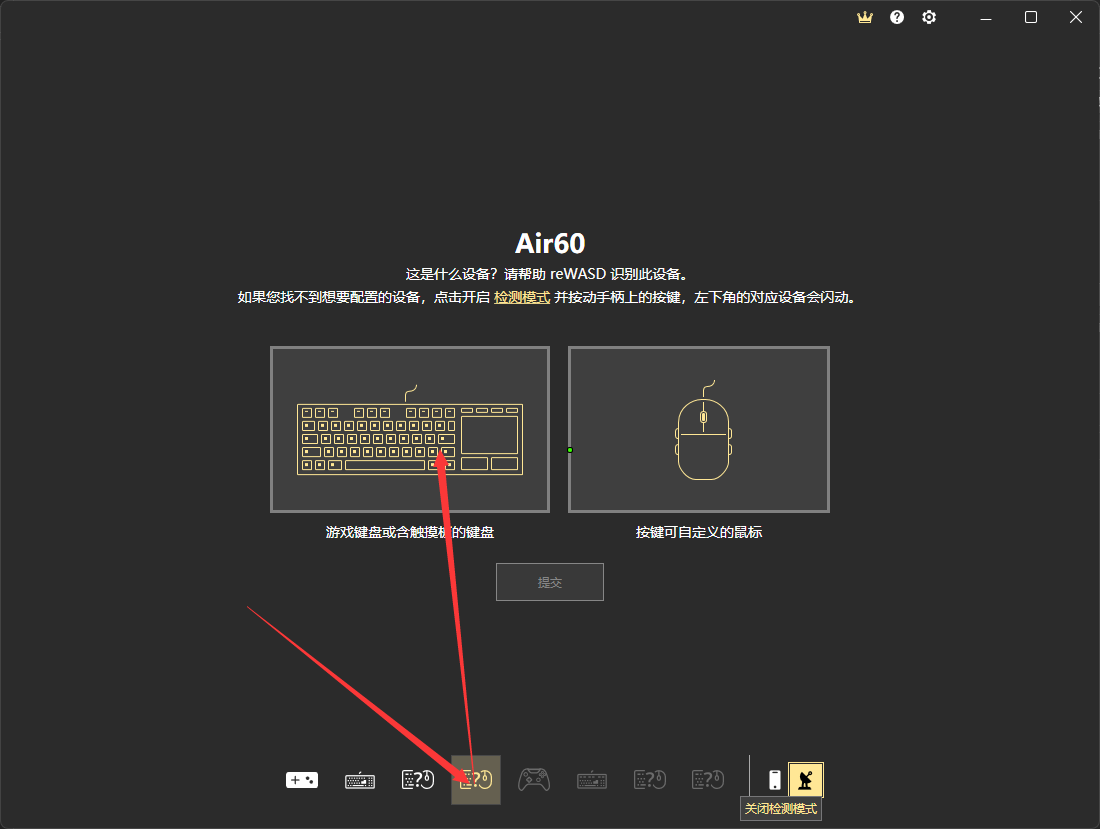 Air60
这是什么设备？请帮助 reWASD 识别此设备。
如果您找不到想要配置的设备，点击开启 检测模式 并按动手柄上的按键，左下角的对应设备会闪动。
游戏键盘或含触摸板的键盘
按键可自定义的鼠标
提交
关闭检测模式